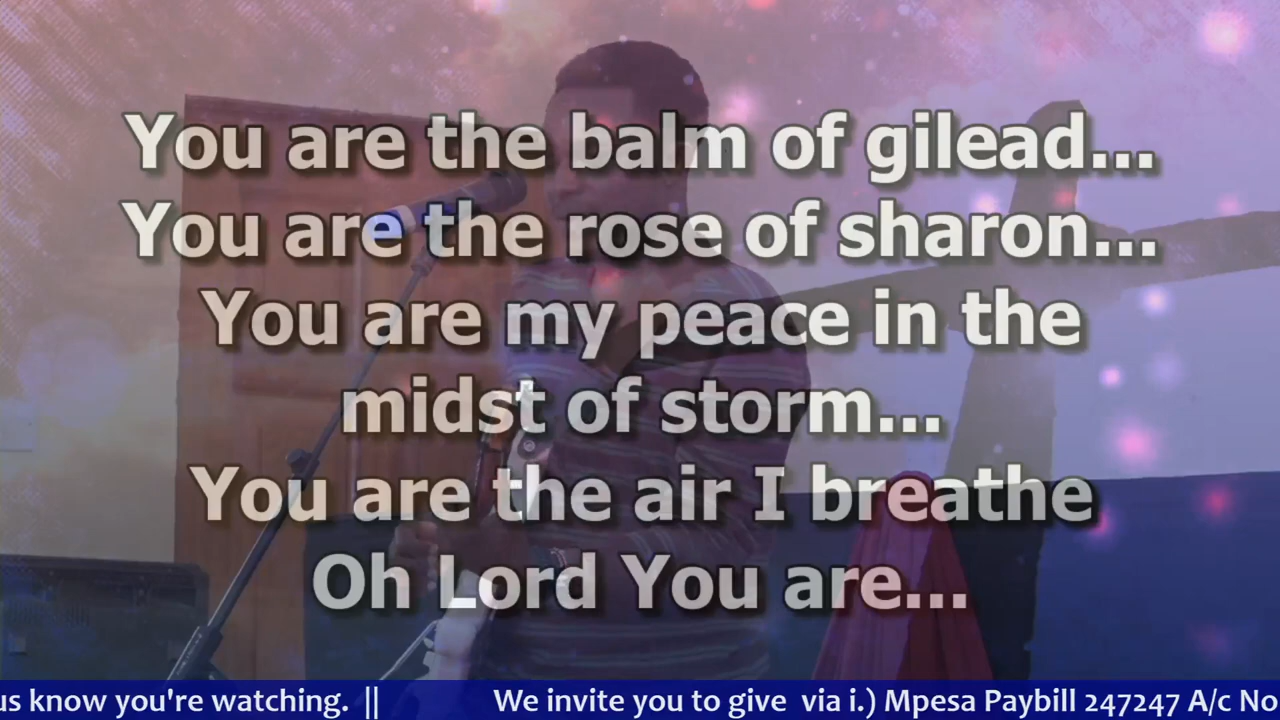 You are the balm of gilead...
You are the rose of sharon...
You are my peace in the
midst of storm...
You are the air I breathe
Oh Lord You are...
us know you're watching. || We invite you to give via i.) Mpesa Paybill 247247 A/c No